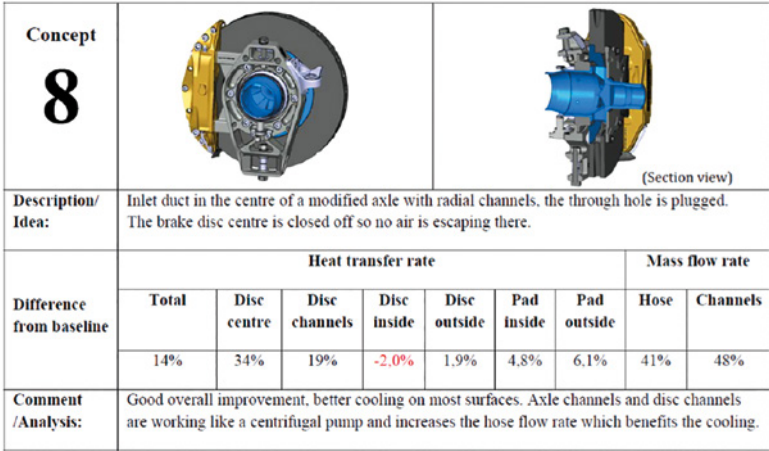 Concept
8
(Section view)
Description/
Idea:
Inlet duct in the centre of a modified axle with radial channels, the through hole is plugged.
The brake disc centre is closed off so no air is escaping there.
Difference
from baseline
Heat transfer rate
Mass flow rate
Total
Disc
centre
Disc
channels
Disc
inside
Disc
outside
Pad
inside
Pad
outside
Hose
Channels
14%
34%
19%
-2,0%
1,9%
4,8%
6,1%
41%
48%
Comment
/Analysis:
Good overall improvement, better cooling on most surfaces. Axle channels and disc channels
are working like a centrifugal pump and increases the hose flow rate which benefits the cooling.